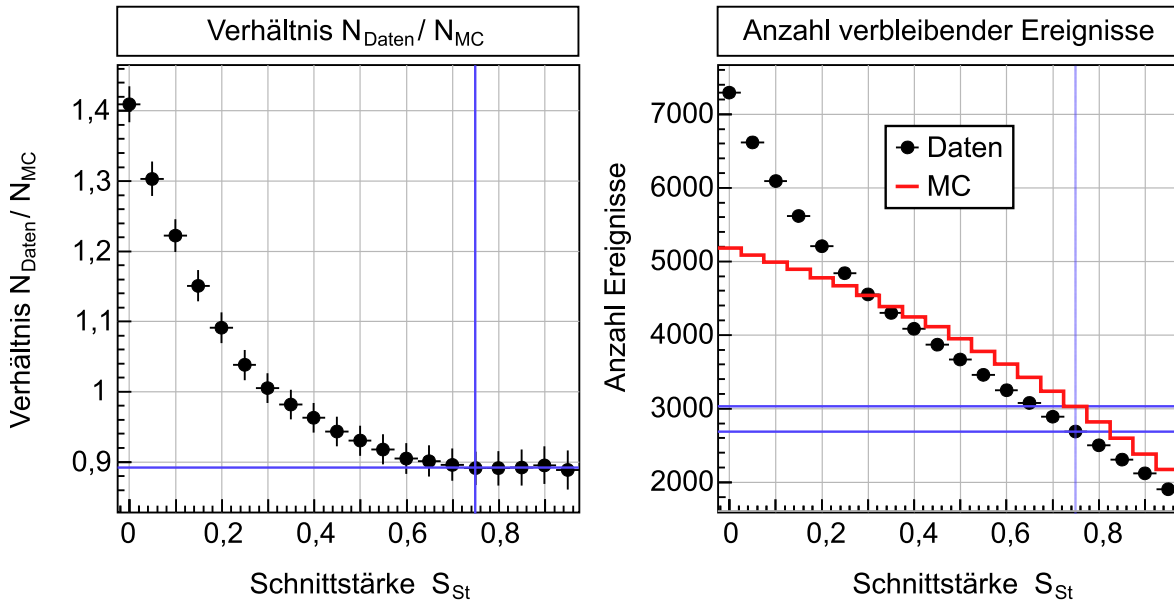 Verhältnis N_Daten / N_MC
Verhältnis N_Daten / N_MC
1,4
1,3
1,2
1,1
1
0,9
0
0,2
0,4
0,6
0,8
Schnittstärke S_St
Anzahl verbleibender Ereignisse
Anzahl Ereignisse
7000
6000
5000
4000
3000
2000
Daten
MC
0
0,2
0,4
0,6
0,8
Schnittstärke S_St